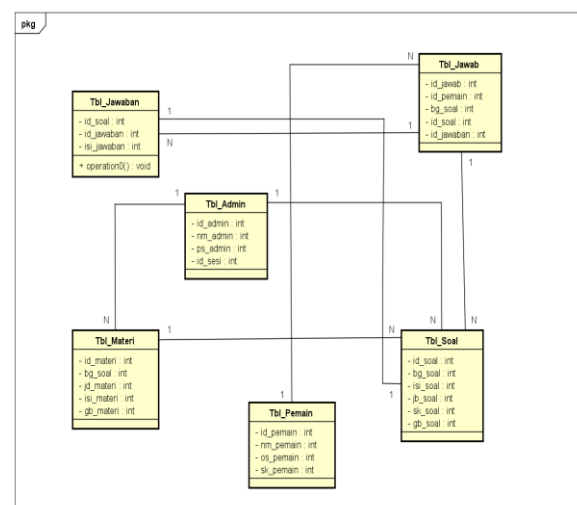 pkg
Tbl_Jawaban
- id_soal : int
- id_jawaban : int
- isi_jawaban : int
+ operation0() : void
Tbl_Jawab
- id_jawab : int
- id_pemain : int
- bg_soal : int
- id_soal : int
- id_jawaban : int
N
1
N
1
1
1
1
Tbl_Admin
- id_admin : int
- nm_admin : int
- ps_admin : int
- id_sesi : int
N
N
N
Tbl_Materi
- id_materi : int
- bg_soal : int
- jd_materi : int
- isi_materi : int
- gb_materi : int
1
N
Tbl_Soal
- id_soal : int
- bg_soal : int
- isi_soal : int
- jb_soal : int
- sk_soal : int
- gb_soal : int
1
1
Tbl_Pemain
- id_pemain : int
- nm_pemain : int
- os_pemain : int
- sk_pemain : int